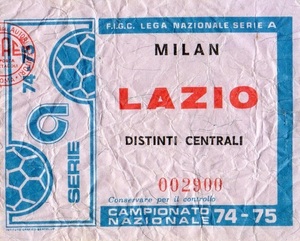 F.I.G.C. LEGA NAZIONALE SERIE A
MILAN
LAZIO
DISTINTI CENTRALI
002900
Conservare per il controllo
CAMPIONATO
NAZIONALE 74-75
74-75
SERIE
a